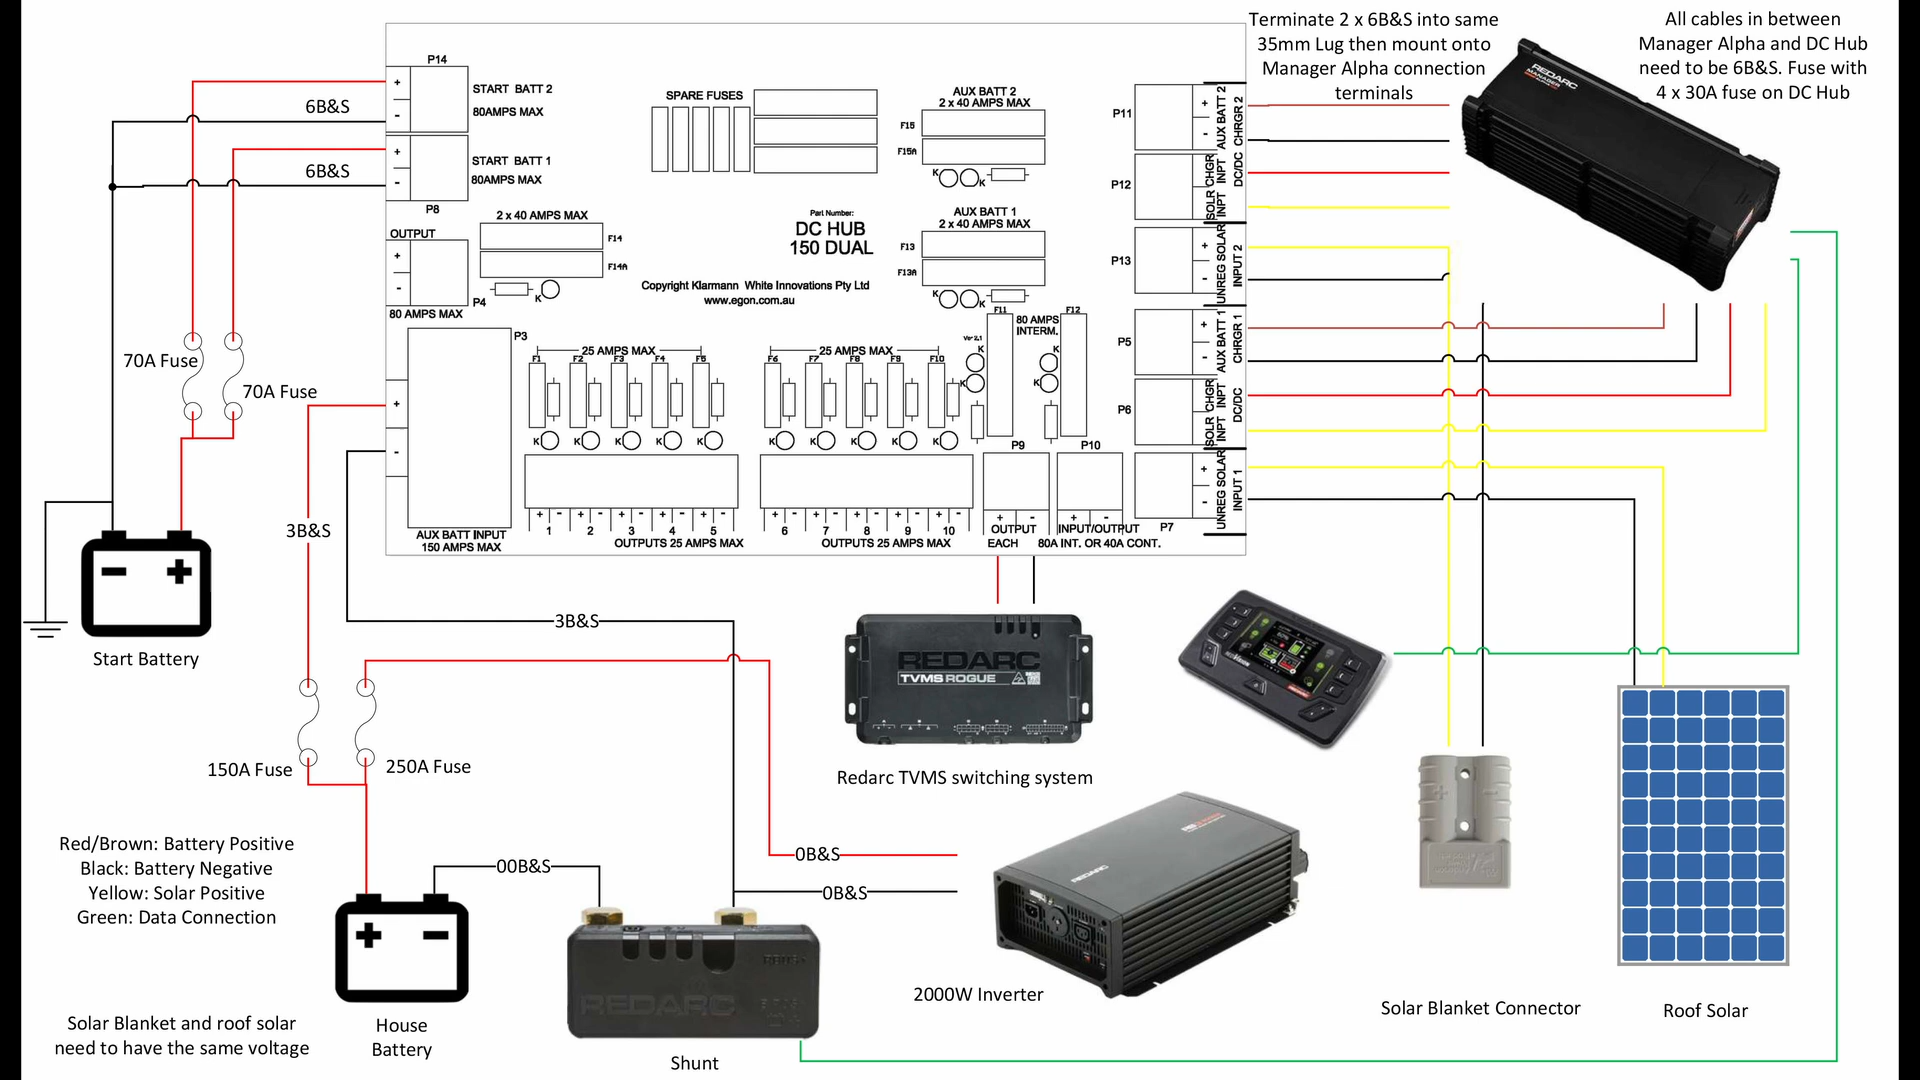 Terminate 2 x 6B&S into same
35mm Lug then mount onto
Manager Alpha connection
terminals
All cables in between
Manager Alpha and DC Hub
need to be 6B&S. Fuse with
4 x 30A fuse on DC Hub
REDARC
MANAGER
P14
+
-
START BATT 2
80AMPS MAX
6B&S
+
-
START BATT 1
80AMPS MAX
6B&S
P8
OUTPUT
+
-
P4
80 AMPS MAX
2 x 40 AMPS MAX
F14
F14A
K
SPARE FUSES
AUX BATT 2
2 x 40 AMPS MAX
F15
F15A
K
K
Part Number:
DC HUB
150 DUAL
AUX BATT 1
2 x 40 AMPS MAX
F13
F13A
K
K
Copyright Klarmann White Innovations Pty Ltd
www.egon.com.au
P11
+
-
AUX BATT 2
CHRGR 2
P12
SOLR CHGR
INPT INPT
DC/DC
P13
+
-
UNREG SOLAR
INPUT 2
P5
+
-
AUX BATT 1
CHRGR 1
P6
SOLR CHGR
INPT INPT
DC/DC
P7
+
-
UNREG SOLAR
INPUT 1
P3
+
-
AUX BATT INPUT
150 AMPS MAX
25 AMPS MAX
F1 F2 F3 F4 F5
K K K K K
+ - + - + - + - + -
1 2 3 4 5
OUTPUTS 25 AMPS MAX
25 AMPS MAX
F6 F7 F8 F9 F10
K K K K K
+ - + - + - + - + -
6 7 8 9 10
OUTPUTS 25 AMPS MAX
Ver 2.1
F11
80 AMPS
INTERM.
F12
K
K
K
K
P9
P10
+ - + -
OUTPUT
INPUT/OUTPUT
EACH
80A INT. OR 40A CONT.
70A Fuse
70A Fuse
3B&S
Start Battery
3B&S
150A Fuse
250A Fuse
REDARC
TVMS ROGUE
Redarc TVMS switching system
Red/Brown: Battery Positive
Black: Battery Negative
Yellow: Solar Positive
Green: Data Connection
00B&S
0B&S
0B&S
REDARC
2000W Inverter
REDARC
Shunt
House
Battery
Solar Blanket and roof solar
need to have the same voltage
Solar Blanket Connector
Roof Solar